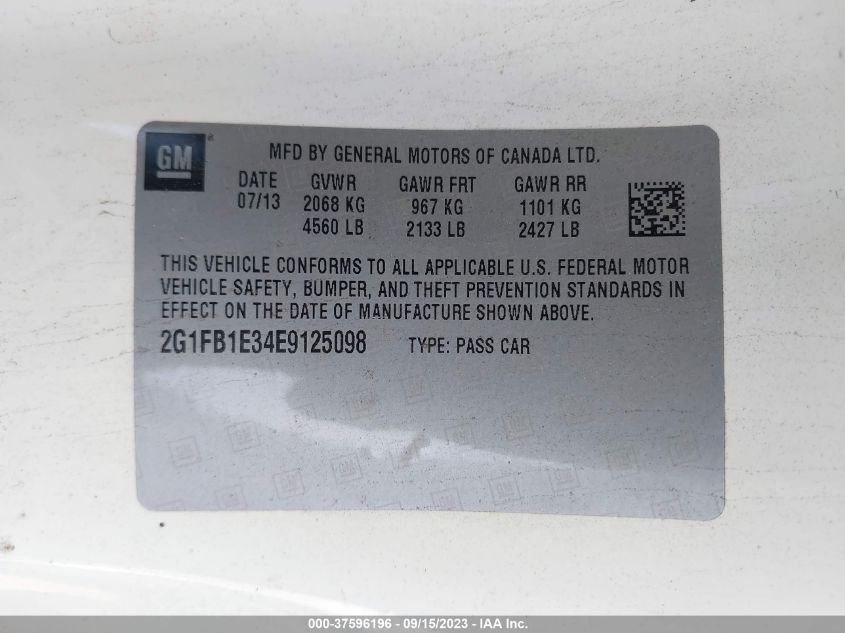 GM
MFD BY GENERAL MOTORS OF CANADA LTD.
DATE GVWR GAWR FRT GAWR RR
07/13 2068 KG 967 KG 1101 KG
4560 LB 2133 LB 2427 LB
THIS VEHICLE CONFORMS TO ALL APPLICABLE U.S. FEDERAL MOTOR
VEHICLE SAFETY, BUMPER, AND THEFT PREVENTION STANDARDS IN
EFFECT ON THE DATE OF MANUFACTURE SHOWN ABOVE.
2G1FB1E34E9125098 TYPE: PASS CAR
000-37596196 - 09/15/2023 - IAA Inc.